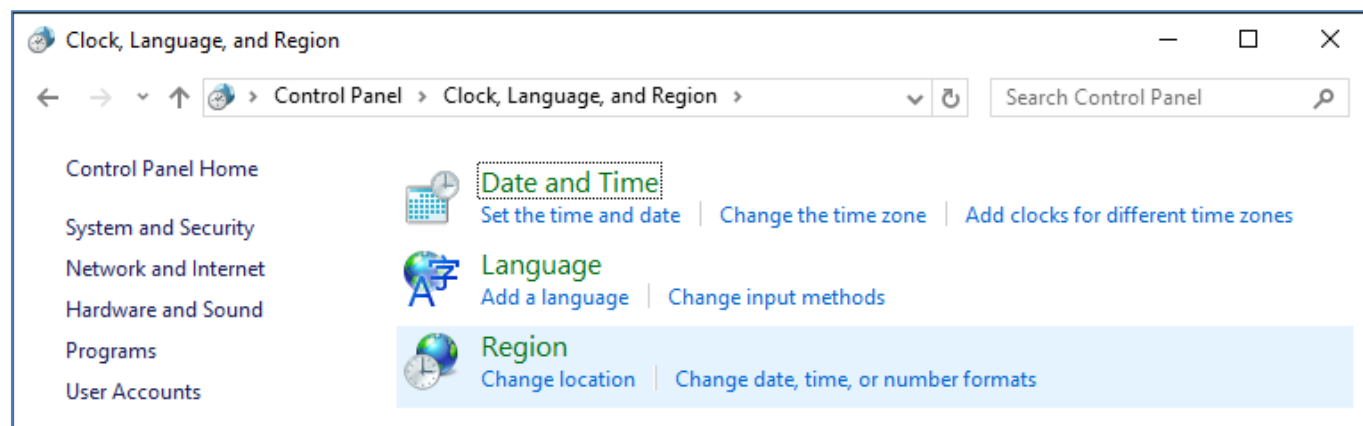 Clock, Language, and Region
Control Panel > Clock, Language, and Region >
Search Control Panel
Control Panel Home
System and Security
Network and Internet
Hardware and Sound
Programs
User Accounts
Date and Time
Set the time and date | Change the time zone | Add clocks for different time zones
字A
Language
Add a language | Change input methods
Region
Change location | Change date, time, or number formats